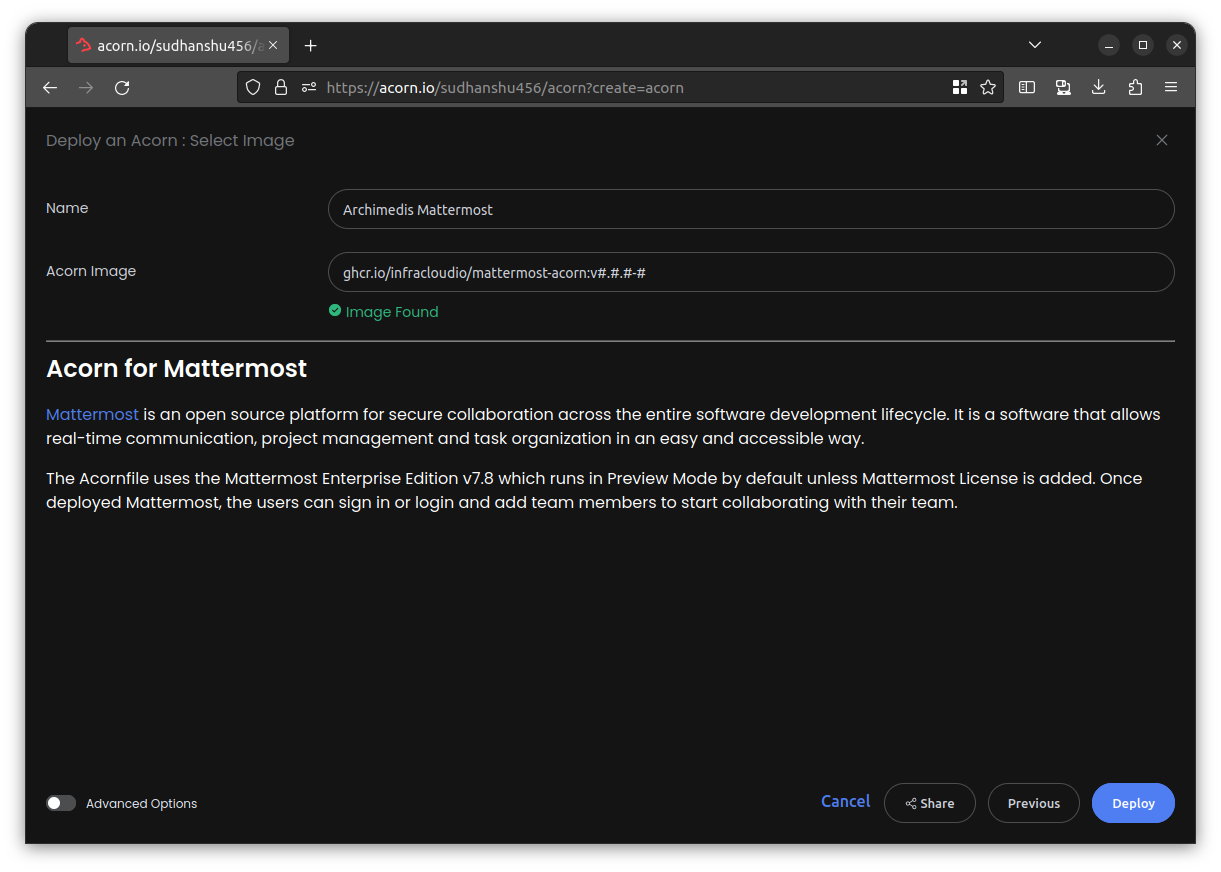 acorn.io/sudhanshu456/a
https://acorn.io/sudhanshu456/acorn?create=acorn
Deploy an Acorn : Select Image
Name
Archimedis Mattermost
Acorn Image
ghcr.io/infracloudio/mattermost-acorn:v#.#.#-#
Image Found
Acorn for Mattermost
Mattermost is an open source platform for secure collaboration across the entire software development lifecycle. It is a software that allows
real-time communication, project management and task organization in an easy and accessible way.
The Acornfile uses the Mattermost Enterprise Edition v7.8 which runs in Preview Mode by default unless Mattermost License is added. Once
deployed Mattermost, the users can sign in or login and add team members to start collaborating with their team.
Advanced Options
Cancel
Share
Previous
Deploy